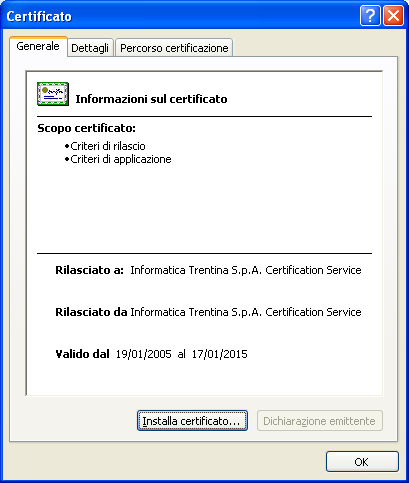 Certificato
Generale Dettagli Percorso certificazione
Informazioni sul certificato
Scopo certificato:
•Criteri di rilascio
•Criteri di applicazione
Rilasciato a: Informatica Trentina S.p.A. Certification Service
Rilasciato da Informatica Trentina S.p.A. Certification Service
Valido dal 19/01/2005 al 17/01/2015
Installa certificato... Dichiarazione emittente
OK